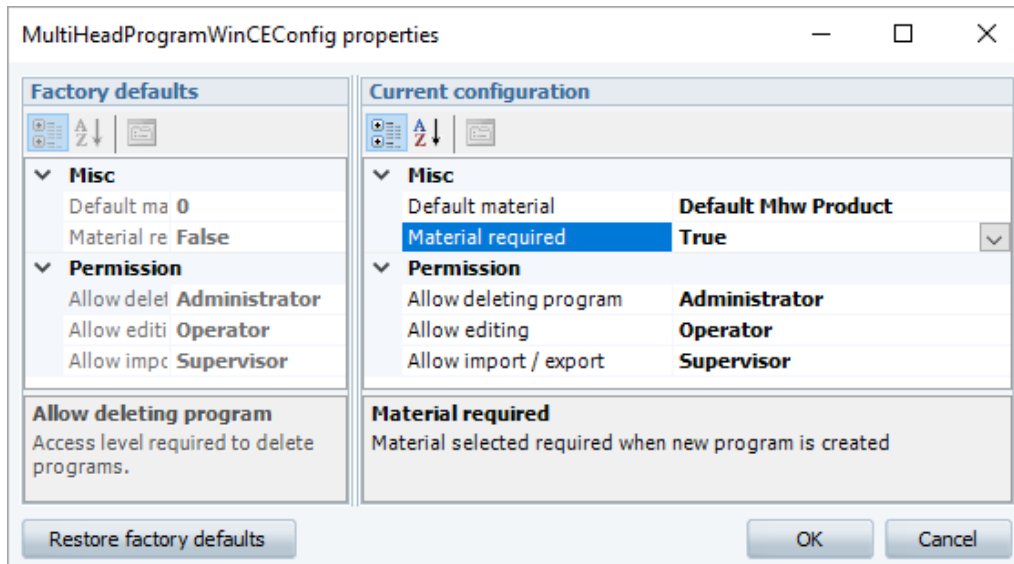 MultiHeadProgramWinCEConfig properties
Factory defaults
Misc
Default ma 0
Material re False
Permission
Allow delet Administrator
Allow editi Operator
Allow impo Supervisor
Allow deleting program
Access level required to delete
programs.
Current configuration
Misc
Default material Default Mhw Product
Material required True
Permission
Allow deleting program Administrator
Allow editing Operator
Allow import / export Supervisor
Material required
Material selected required when new program is created
Restore factory defaults
OK
Cancel